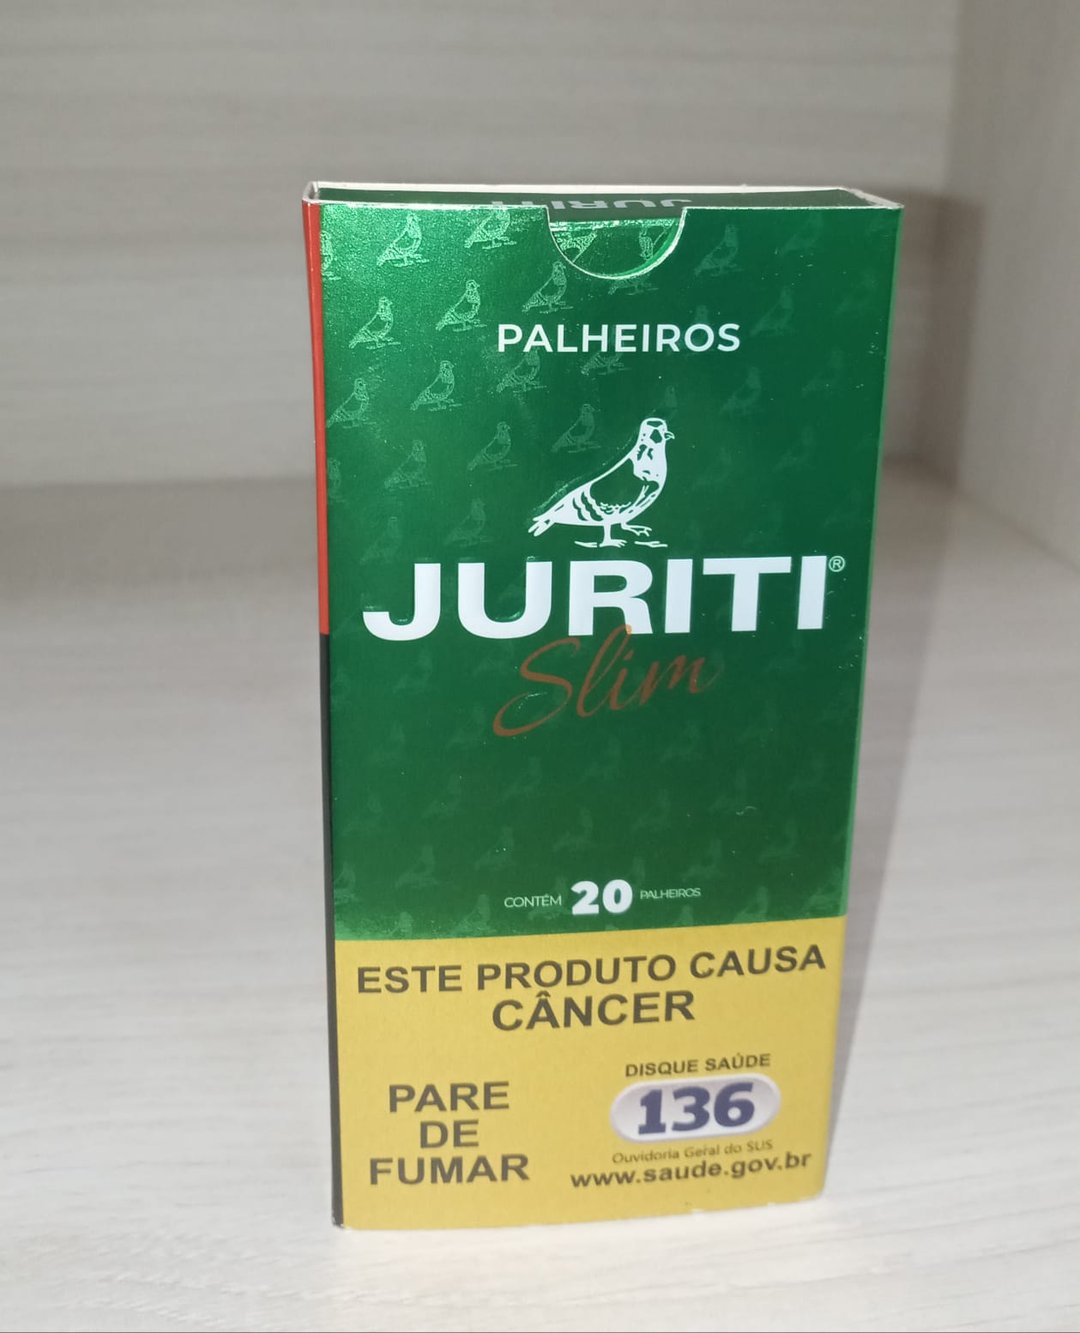 JURITI
PALHEIROS
JURITI®
Slim
CONTÉM 20 PALHEIROS
ESTE PRODUTO CAUSA
CÂNCER
PARE
DE
FUMAR
DISQUE SAÚDE
136
Ouvidoria Geral do SUS
www.saude.gov.br